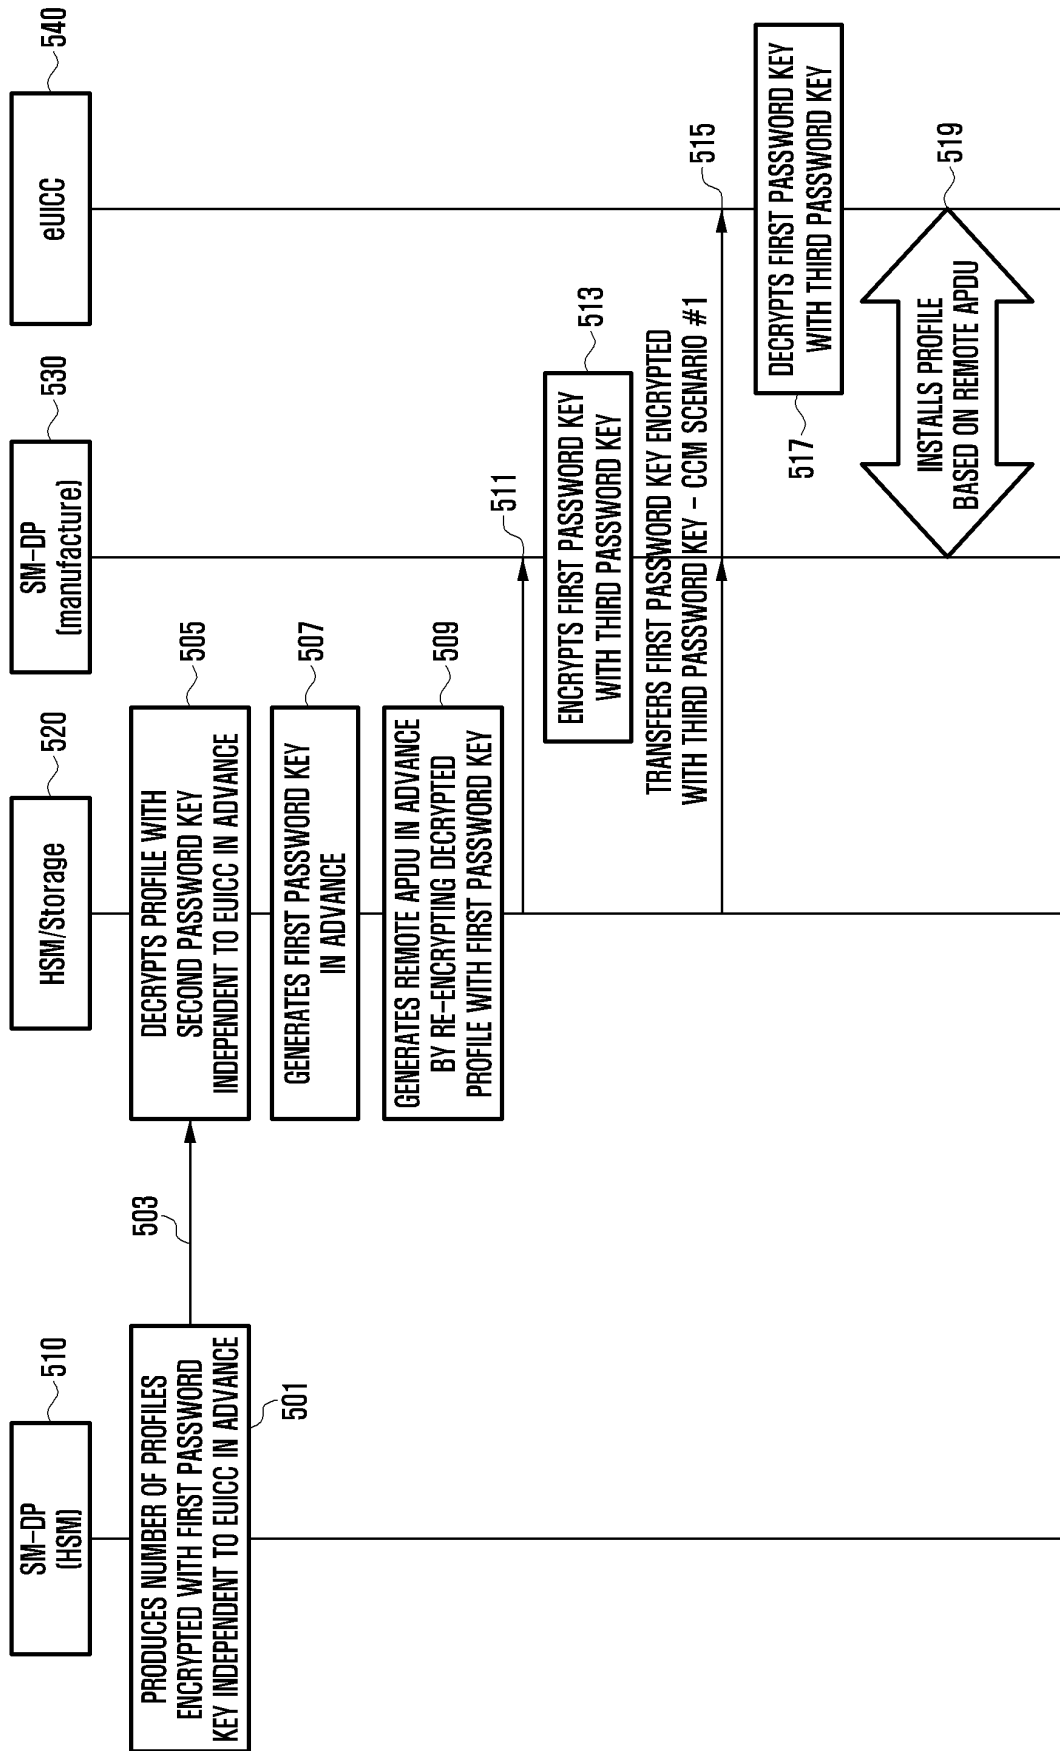 SM-DP
(HSM)
510
HSM/Storage
520
SM-DP
(manufacture)
530
eUICC
540
PRODUCES NUMBER OF PROFILES
ENCRYPTED WITH FIRST PASSWORD
KEY INDEPENDENT TO EUICC IN ADVANCE
501
503
DECRYPTS PROFILE WITH
SECOND PASSWORD KEY
INDEPENDENT TO EUICC IN ADVANCE
505
GENERATES FIRST PASSWORD KEY
IN ADVANCE
507
GENERATES REMOTE APDU IN ADVANCE
BY RE-ENCRYPTING DECRYPTED
PROFILE WITH FIRST PASSWORD KEY
509
511
ENCRYPTS FIRST PASSWORD KEY
WITH THIRD PASSWORD KEY
513
TRANSFERS FIRST PASSWORD KEY ENCRYPTED
WITH THIRD PASSWORD KEY - CCM SCENARIO #1
515
DECRYPTS FIRST PASSWORD KEY
WITH THIRD PASSWORD KEY
517
INSTALLS PROFILE
BASED ON REMOTE APDU
519